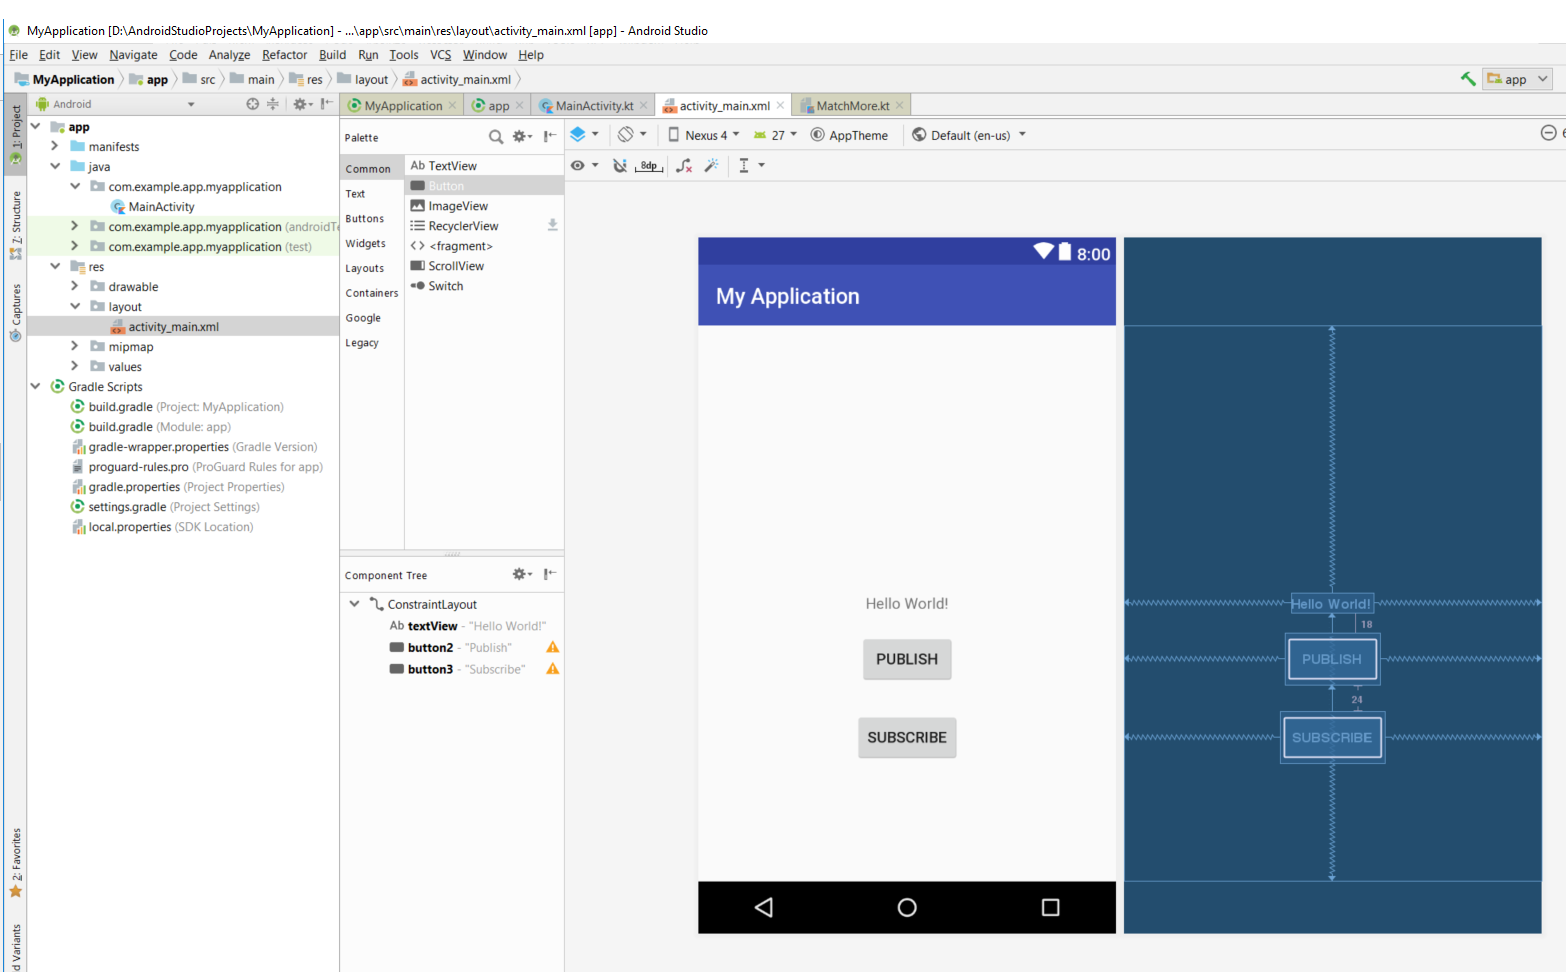 MyApplication [D:\AndroidStudioProjects\MyApplication] - ...\app\src\main\res\layout\activity_main.xml [app] - Android Studio
File Edit View Navigate Code Analyze Refactor Build Run Tools VCS Window Help
MyApplication app src main res layout activity_main.xml app
1: Project
7: Structure
Captures
2: Favorites
d Variants
Android
app
manifests
java
com.example.app.myapplication
MainActivity
com.example.app.myapplication (androidTe
com.example.app.myapplication (test)
res
drawable
layout
activity_main.xml
mipmap
values
Gradle Scripts
build.gradle (Project: MyApplication)
build.gradle (Module: app)
gradle-wrapper.properties (Gradle Version)
proguard-rules.pro (ProGuard Rules for app)
gradle.properties (Project Properties)
settings.gradle (Project Settings)
local.properties (SDK Location)
MyApplication app MainActivity.kt activity_main.xml MatchMore.kt
Palette
Common
Text
Buttons
Widgets
Layouts
Containers
Google
Legacy
Ab TextView
Button
ImageView
RecyclerView
<> <fragment>
ScrollView
Switch
Component Tree
ConstraintLayout
Ab textView - "Hello World!"
button2 - "Publish"
button3 - "Subscribe"
Nexus 4 27 AppTheme Default (en-us)
8dp
8:00
My Application
Hello World!
PUBLISH
SUBSCRIBE
Hello World!
18
PUBLISH
24
SUBSCRIBE